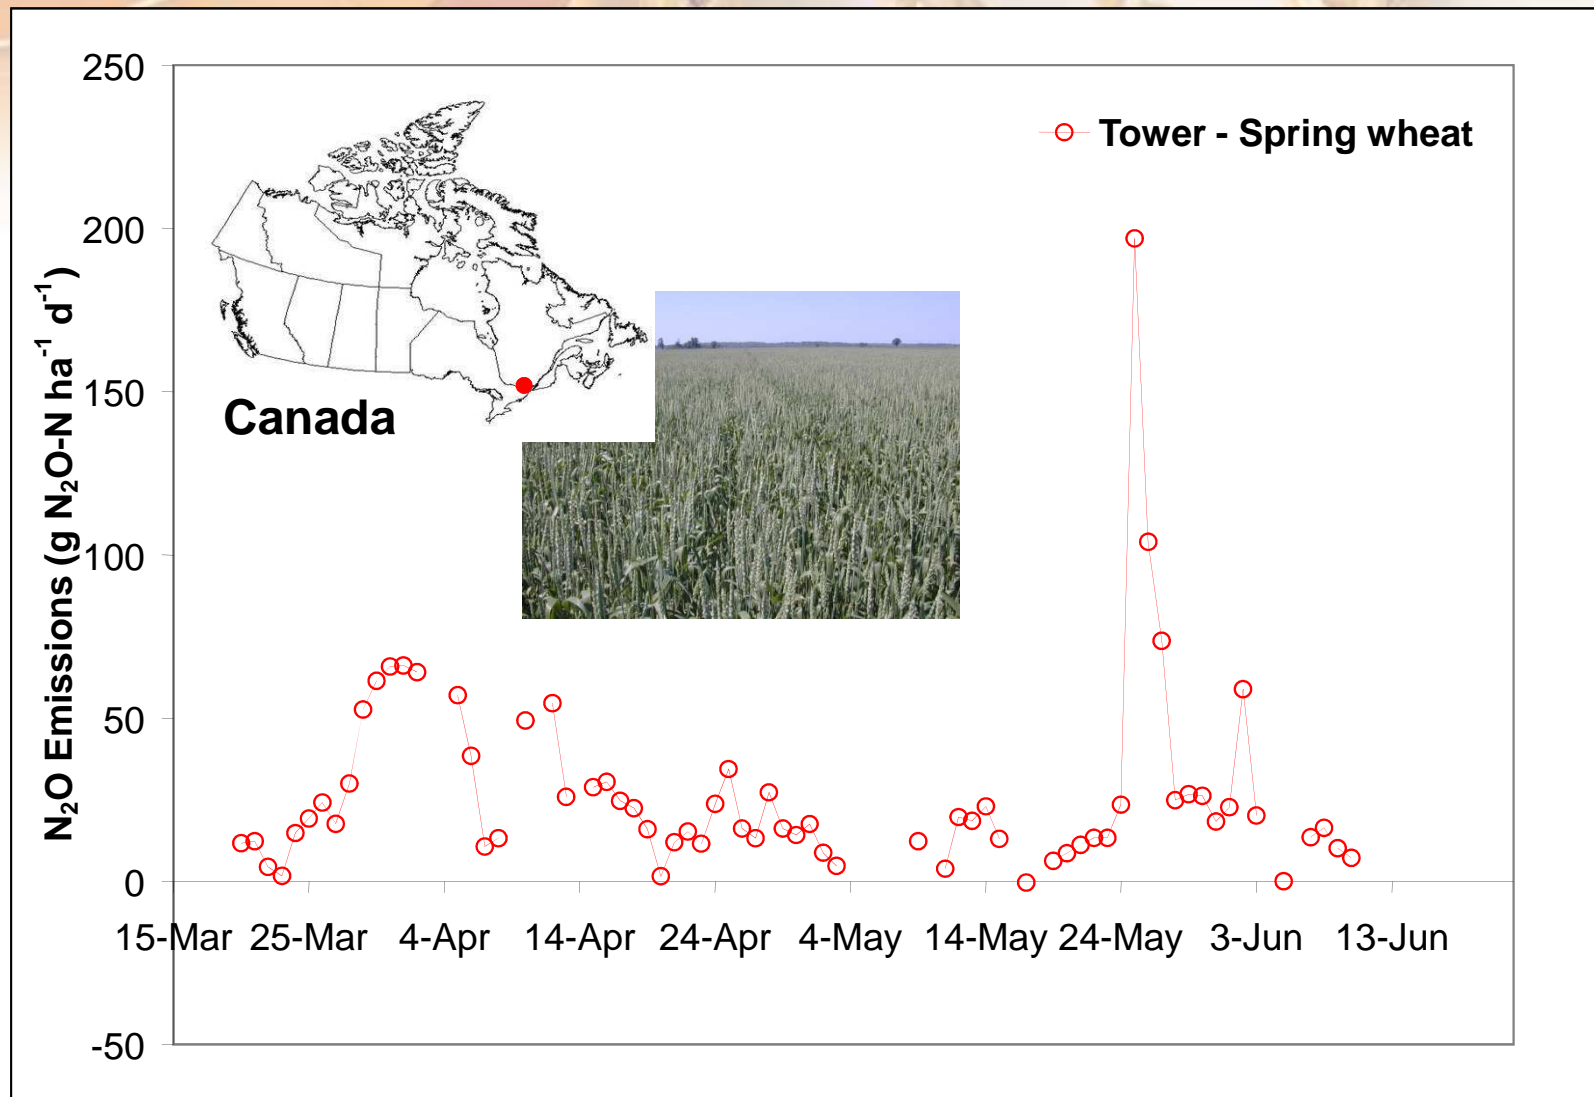 250
200
150
100
50
0
-50
N₂O Emissions (g N₂O-N ha⁻¹ d⁻¹)
Tower - Spring wheat
Canada
15-Mar 25-Mar 4-Apr 14-Apr 24-Apr 4-May 14-May 24-May 3-Jun 13-Jun